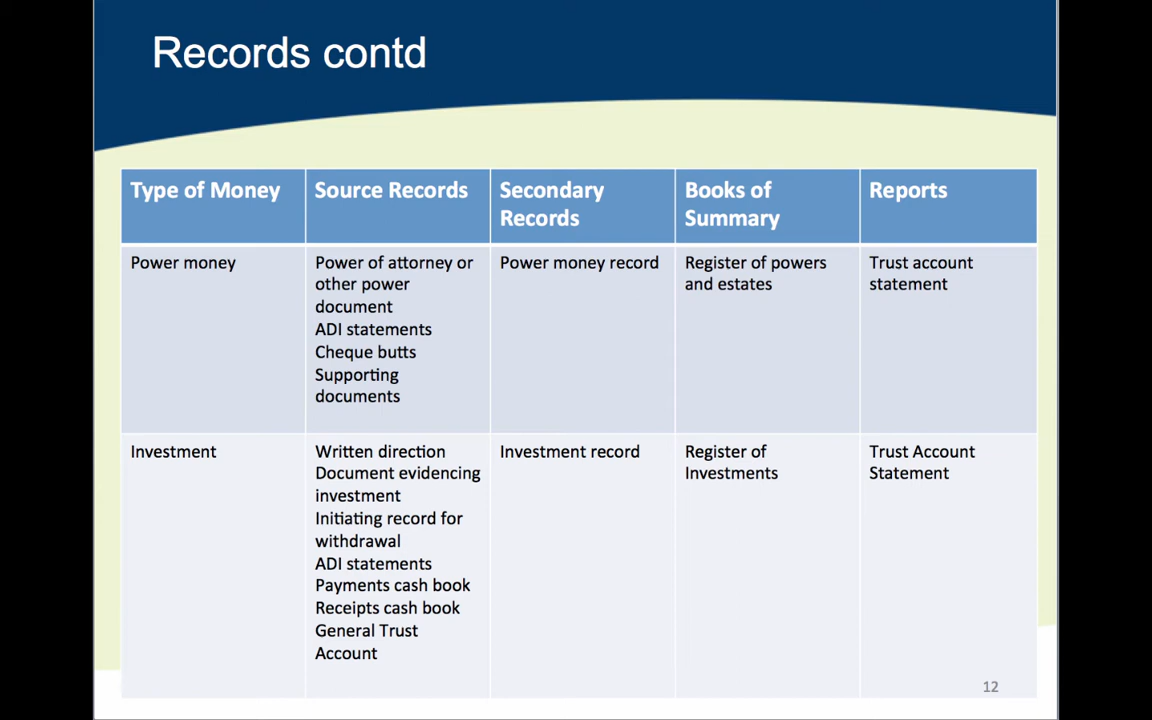 Records contd
Type of Money
Source Records
Secondary
Records
Books of
Summary
Reports
Power money
Power of attorney or
other power
document
ADI statements
Cheque butts
Supporting
documents
Power money record
Register of powers
and estates
Trust account
statement
Investment
Written direction
Document evidencing
investment
Initiating record for
withdrawal
ADI statements
Payments cash book
Receipts cash book
General Trust
Account
Investment record
Register of
Investments
Trust Account
Statement
12